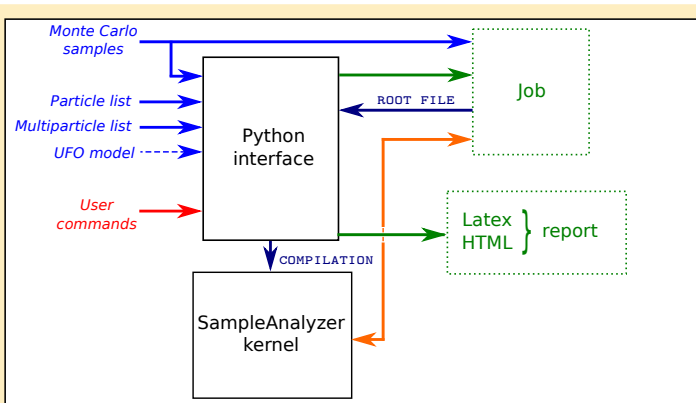 Monte Carlo
samples
Particle list
Multiparticle list
UFO model
User
commands
Python
interface
ROOT FILE
Job
Latex
HTML
} report
COMPILATION
SampleAnalyzer
kernel